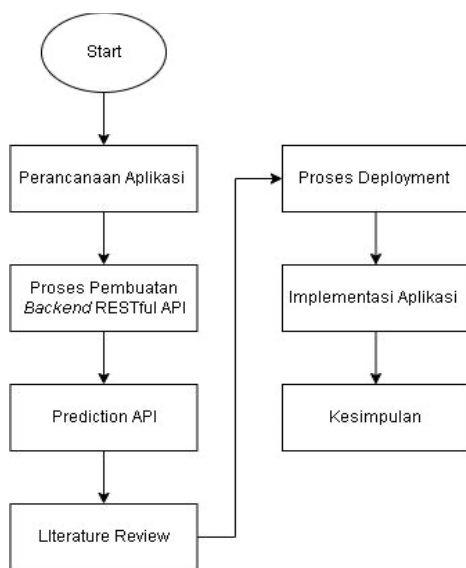 Start
Perancanaan Aplikasi
Proses Pembuatan
Backend RESTful API
Prediction API
LIterature Review
Proses Deployment
Implementasi Aplikasi
Kesimpulan